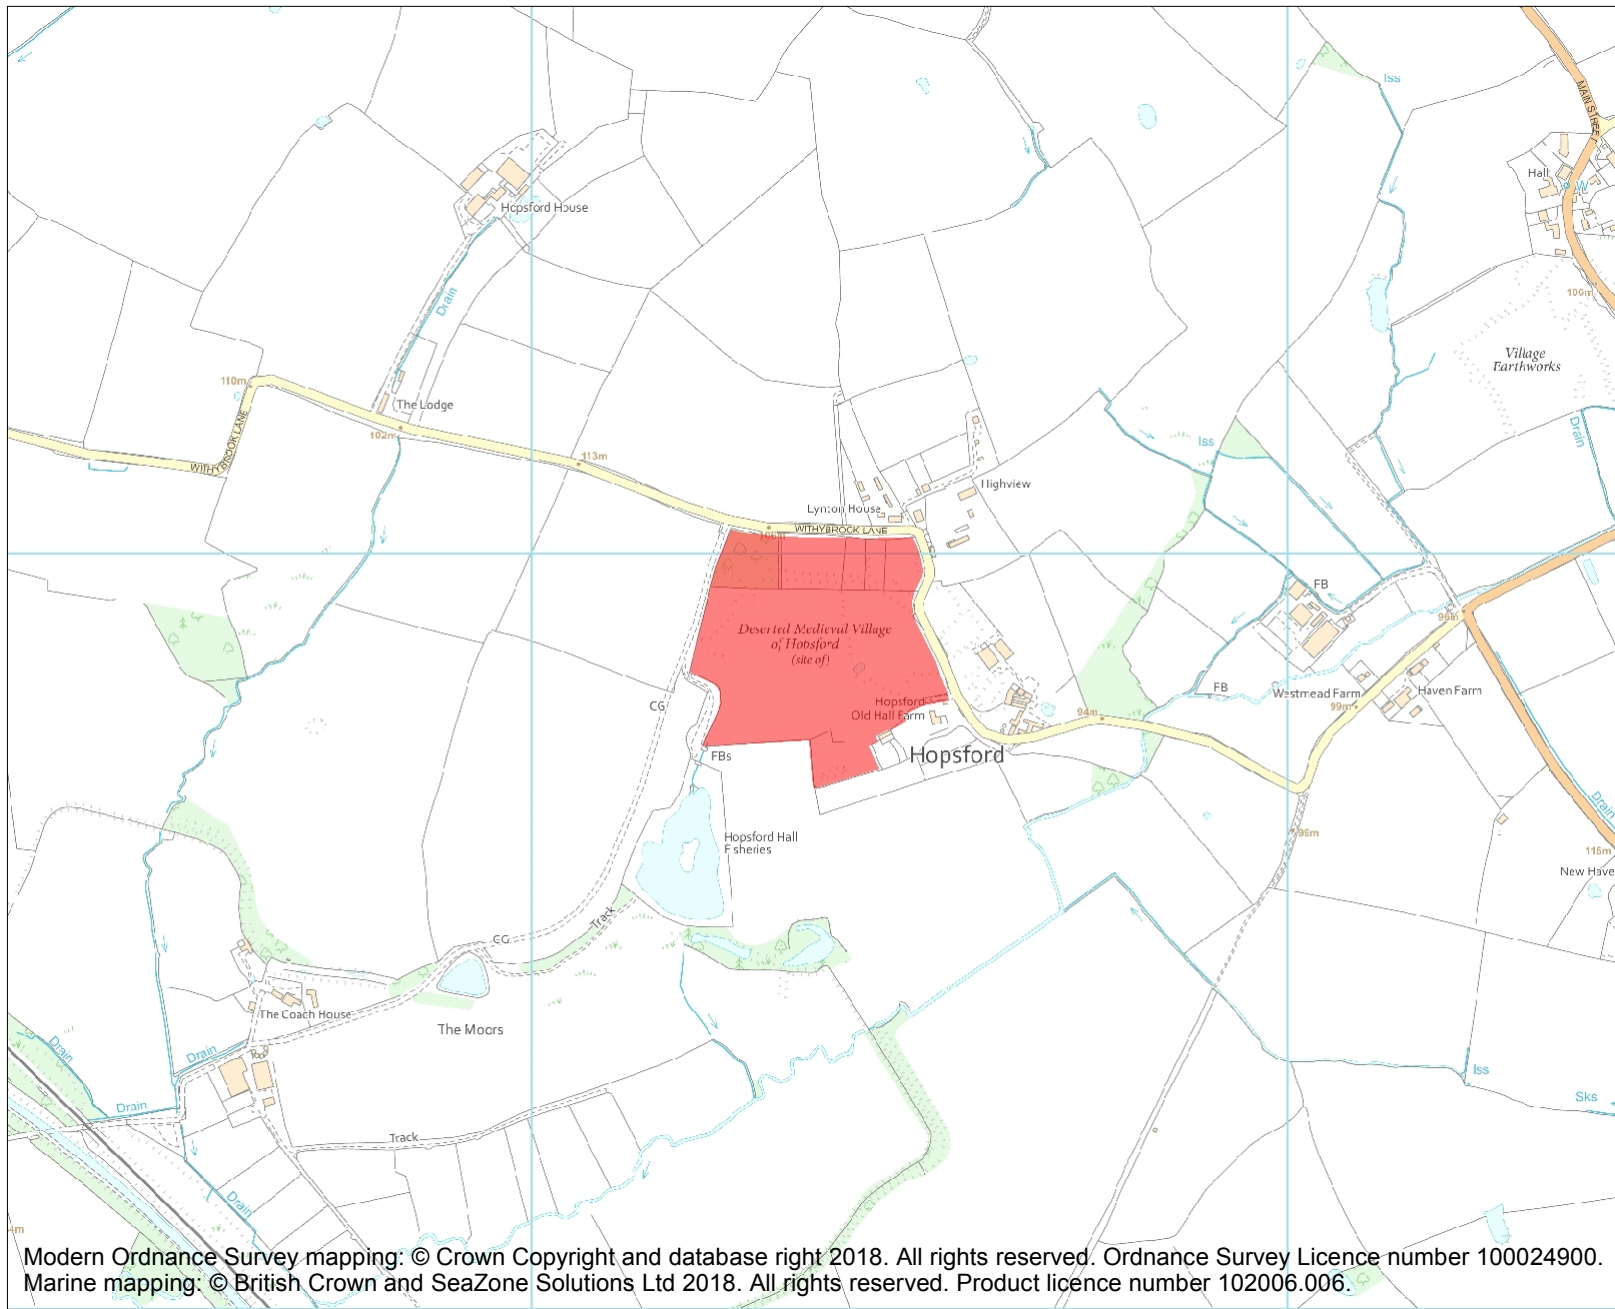 Iss
MAIN STREET
Hall
W
Hopsford House
Drain
100m
Village
Earthworks
110m
The Lodge
WITHYBROCK LANE
102m
113m
Drain
Iss
Highview
Lynton House
WITHYBROCK LANE
106m
FB
96m
Deserted Medieval Village
of Hopsford
(site of)
FB
Westmead Farm
Haven Farm
99m
Hopsford
Old Hall Farm
CG
94m
FBs
Hopsford
Drain
Hopsford Hall
Fisheries
116m
New Have
Track
CG
The Coach House
The Moors
Drain
Drain
Iss
Drain
Sks
Track
Drain
4m
Modern Ordnance Survey mapping: © Crown Copyright and database right 2018. All rights reserved. Ordnance Survey Licence number 100024900.
Marine mapping: © British Crown and SeaZone Solutions Ltd 2018. All rights reserved. Product licence number 102006.006.